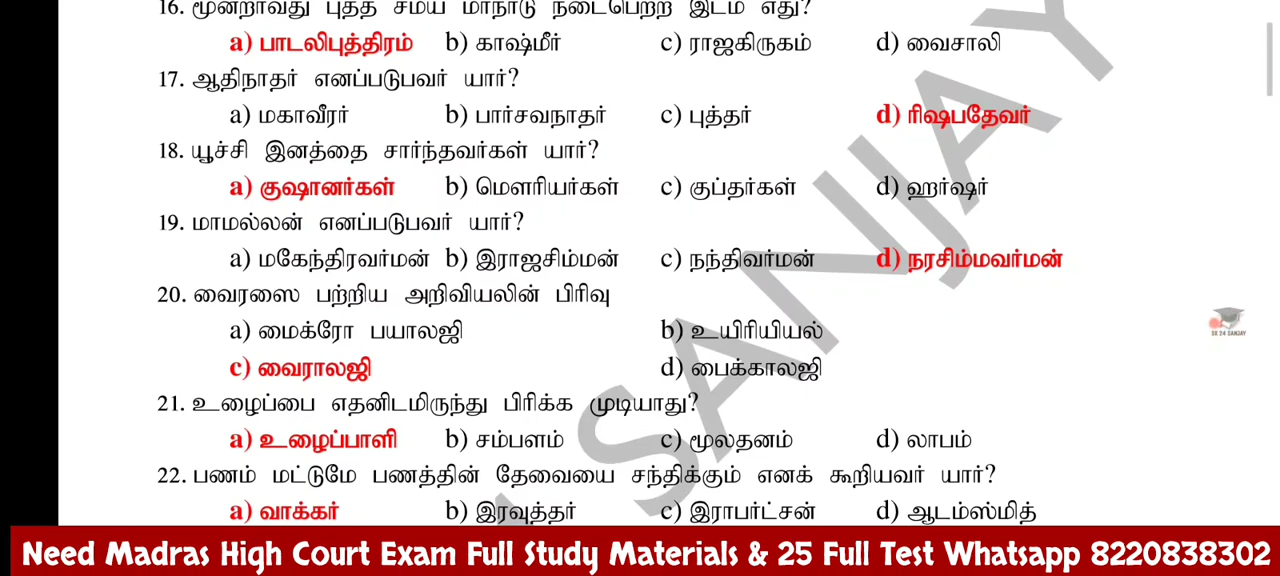 16. மூன்றாவது புத்த சமய மாநாடு நடைபெற்ற இடம் எது?
a) பாடலிபுத்திரம் b) காஷ்மீர் c) ராஜகிருகம் d) வைசாலி
17. ஆதிநாதர் எனப்படுபவர் யார்?
a) மகாவீரர் b) பார்சவநாதர் c) புத்தர் d) ரிஷபதேவர்
18. யூச்சி இனத்தை சார்ந்தவர்கள் யார்?
a) குஷானர்கள் b) மௌரியர்கள் c) குப்தர்கள் d) ஹர்ஷர்
19. மாமல்லன் எனப்படுபவர் யார்?
a) மகேந்திரவர்மன் b) இராஜசிம்மன் c) நந்திவர்மன் d) நரசிம்மவர்மன்
20. வைரஸை பற்றிய அறிவியலின் பிரிவு
a) மைக்ரோ பயாலஜி b) உயிரியியல்
c) வைராலஜி d) பைக்காலஜி
21. உழைப்பை எதனிடமிருந்து பிரிக்க முடியாது?
a) உழைப்பாளி b) சம்பளம் c) மூலதனம் d) லாபம்
22. பணம் மட்டுமே பணத்தின் தேவையை சந்திக்கும் எனக் கூறியவர் யார்?
a) வாக்கர் b) இரவுத்தர் c) இராபர்ட்சன் d) ஆடம்ஸ்மித்
SANJAY
SK 24 SANJAY
Need Madras High Court Exam Full Study Materials & 25 Full Test Whatsapp 8220838302